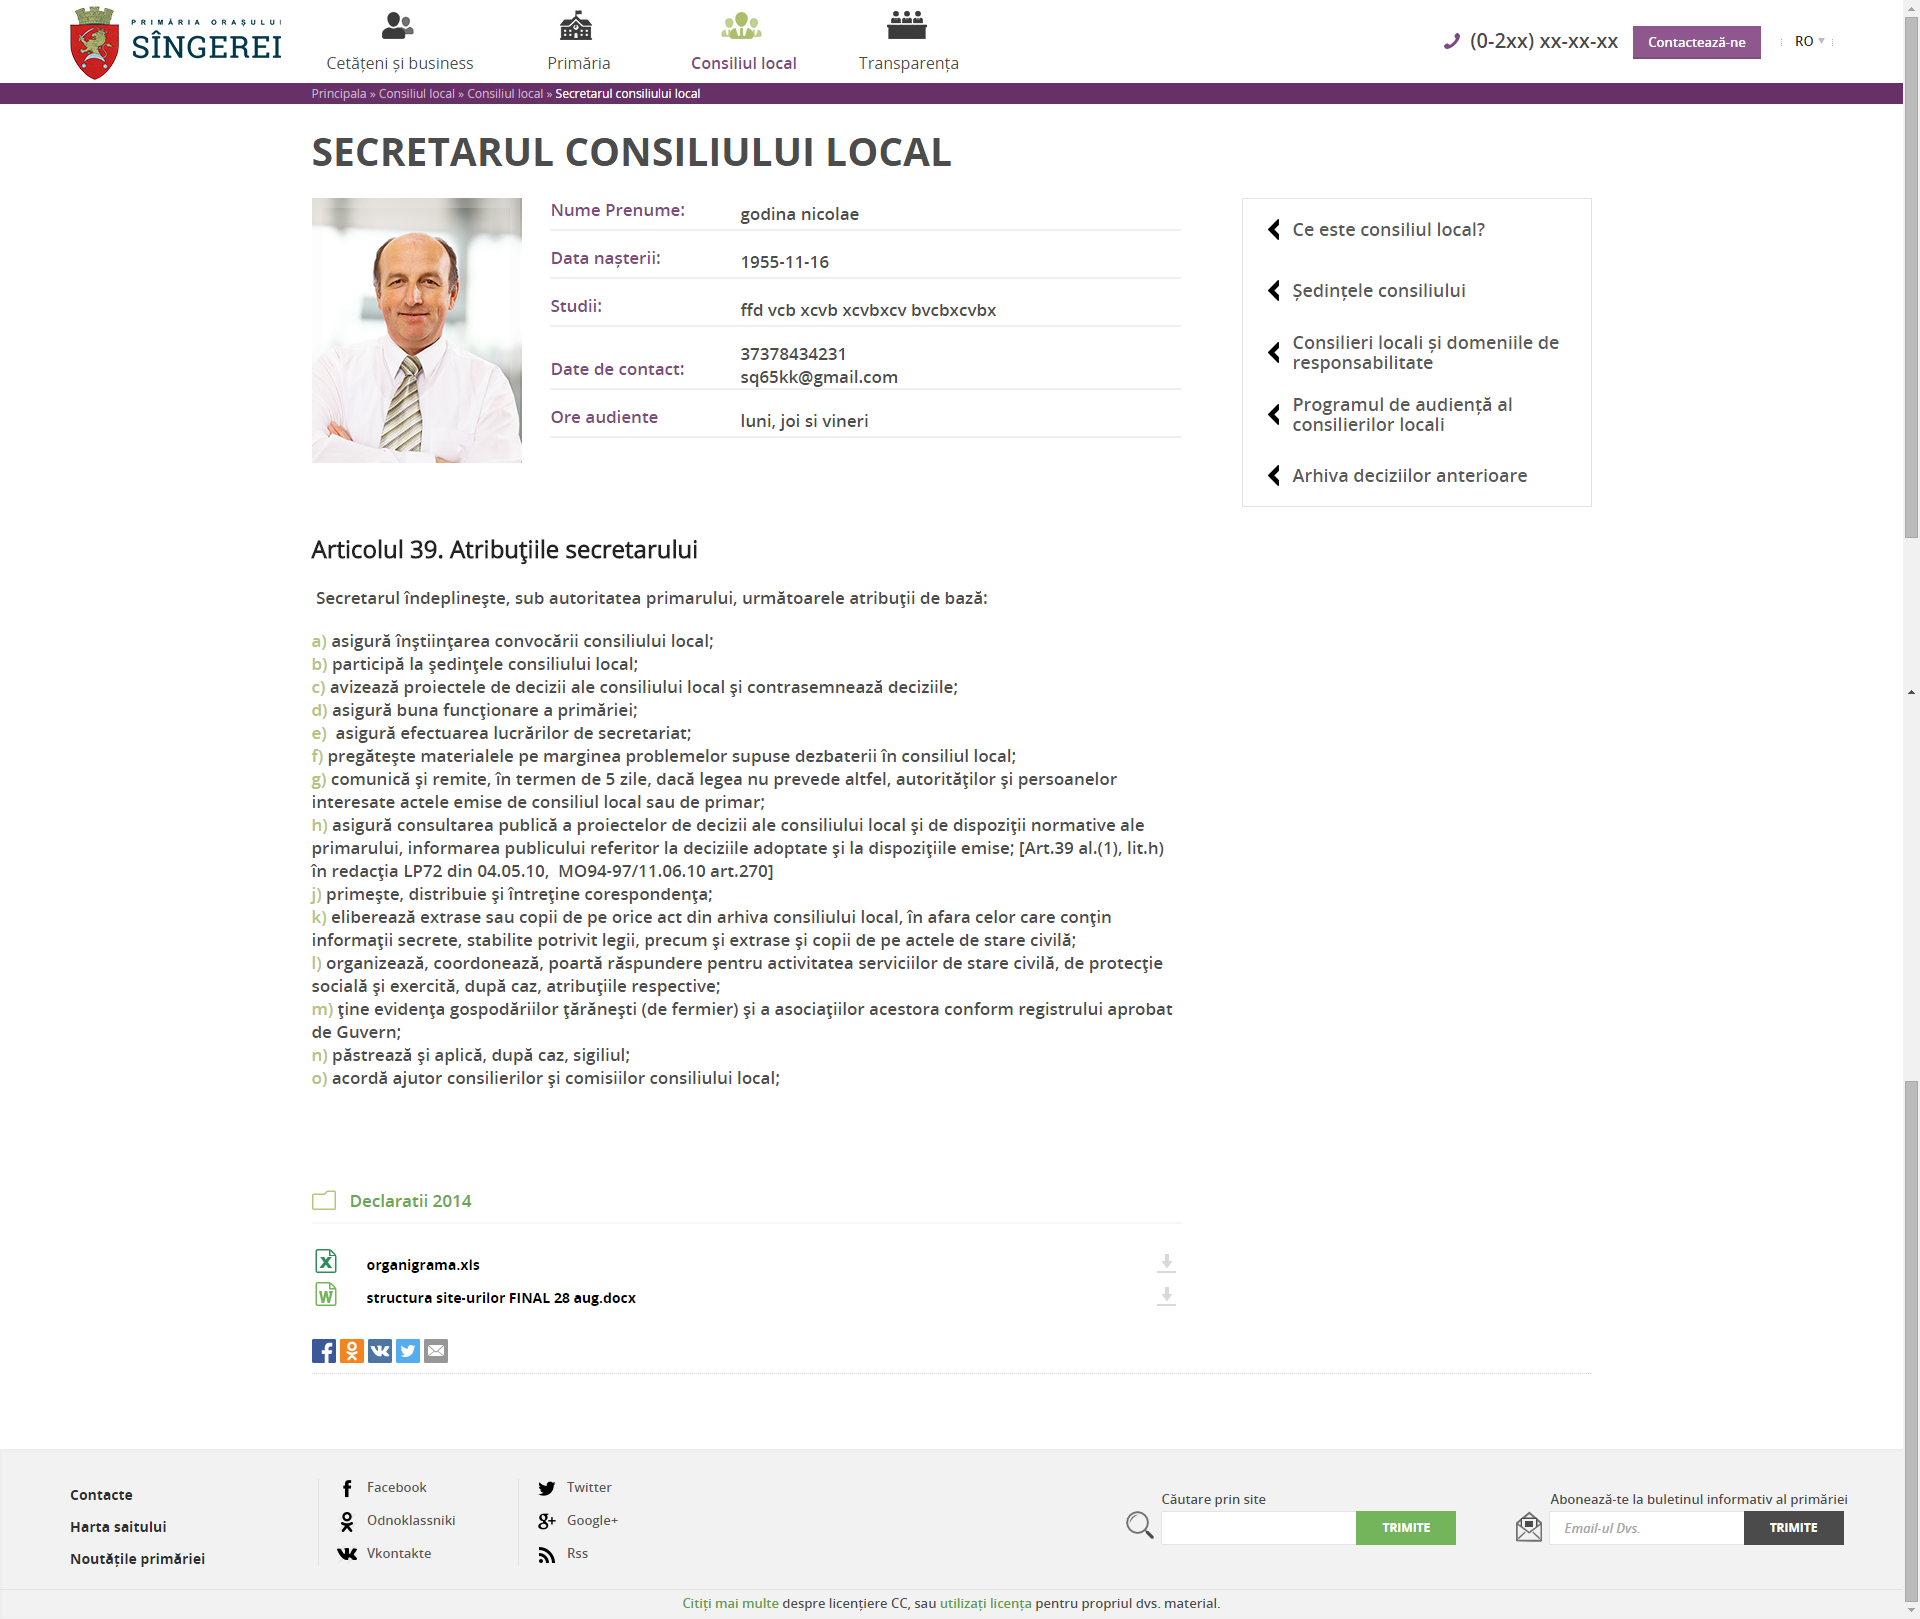 PRIMĂRIA ORAȘULUI
SÎNGEREI
Cetățeni și business
Primăria
Consiliul local
Transparența
(0-2xx) xx-xx-xx
Contactează-ne
RO
Principala » Consiliul local » Consiliul local » Secretarul consiliului local
SECRETARUL CONSILIULUI LOCAL
Nume Prenume:
godina nicolae
Data nașterii:
1955-11-16
Studii:
ffd vcb xcvb xcvbxcv bvcbxcvbx
Date de contact:
37378434231
sq65kk@gmail.com
Ore audiente
luni, joi si vineri
Ce este consiliul local?
Ședințele consiliului
Consilieri locali și domeniile de
responsabilitate
Programul de audiență al
consilierilor locali
Arhiva deciziilor anterioare
Articolul 39. Atribuţiile secretarului
Secretarul îndeplineşte, sub autoritatea primarului, următoarele atribuţii de bază:
a) asigură înştiinţarea convocării consiliului local;
b) participă la şedinţele consiliului local;
c) avizează proiectele de decizii ale consiliului local şi contrasemnează deciziile;
d) asigură buna funcţionare a primăriei;
e) asigură efectuarea lucrărilor de secretariat;
f) pregăteşte materialele pe marginea problemelor supuse dezbaterii în consiliul local;
g) comunică şi remite, în termen de 5 zile, dacă legea nu prevede altfel, autorităţilor şi persoanelor
interesate actele emise de consiliul local sau de primar;
h) asigură consultarea publică a proiectelor de decizii ale consiliului local şi de dispoziţii normative ale
primarului, informarea publicului referitor la deciziile adoptate şi la dispoziţiile emise; [Art.39 al.(1), lit.h)
în redacţia LP72 din 04.05.10, MO94-97/11.06.10 art.270]
j) primeşte, distribuie şi întreţine corespondenţa;
k) eliberează extrase sau copii de pe orice act din arhiva consiliului local, în afara celor care conţin
informaţii secrete, stabilite potrivit legii, precum şi extrase şi copii de pe actele de stare civilă;
l) organizează, coordonează, poartă răspundere pentru activitatea serviciilor de stare civilă, de protecţie
socială şi exercită, după caz, atribuţiile respective;
m) ţine evidenţa gospodăriilor ţărăneşti (de fermier) şi a asociaţiilor acestora conform registrului aprobat
de Guvern;
n) păstrează şi aplică, după caz, sigiliul;
o) acordă ajutor consilierilor şi comisiilor consiliului local;
Declaratii 2014
organigrama.xls
structura site-urilor FINAL 28 aug.docx
Contacte
Harta saitului
Noutățile primăriei
Facebook
Odnoklassniki
Vkontakte
Twitter
Google+
Rss
Căutare prin site
TRIMITE
Abonează-te la buletinul informativ al primăriei
Email-ul Dvs.
TRIMITE
Citiți mai multe despre licențiere CC, sau utilizați licența pentru propriul dvs. material.